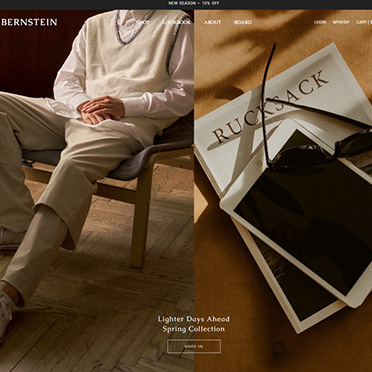 NEW SEASON – 10% OFF
BERNSTEIN
SHOP LOOKBOOK ABOUT BOARD
LOGIN MYSHOP CART (
RUCKSACK
Lighter Days Ahead
Spring Collection
SHOP IN